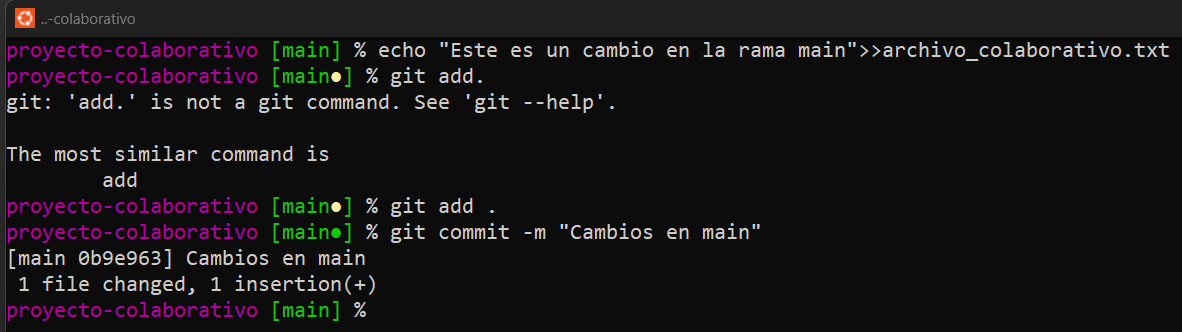 ..-colaborativo
proyecto-colaborativo [main] % echo "Este es un cambio en la rama main">>archivo_colaborativo.txt
proyecto-colaborativo [main●] % git add.
git: 'add.' is not a git command. See 'git --help'.

The most similar command is
        add
proyecto-colaborativo [main●] % git add .
proyecto-colaborativo [main●] % git commit -m "Cambios en main"
[main 0b9e963] Cambios en main
 1 file changed, 1 insertion(+)
proyecto-colaborativo [main] %